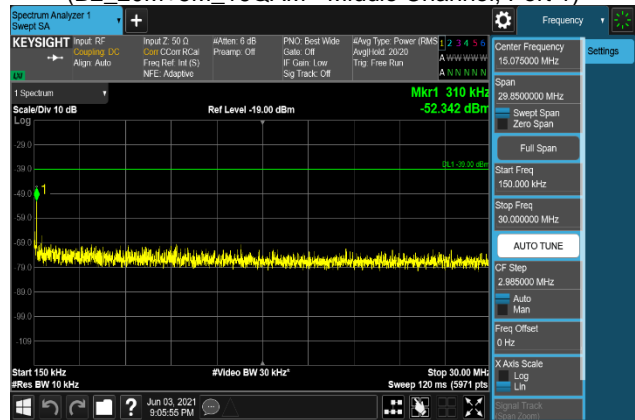 Spectrum Analyzer 1
Swept SA
Frequency
KEYSIGHT
Input: RF
Coupling: DC
Align: Auto
Input Z: 50 Ω
Corr CCorr RCal
Freq Ref: Int (S)
NFE: Adaptive
#Atten: 6 dB
Preamp: Off
PNO: Best Wide
Gate: Off
IF Gain: Low
Sig Track: Off
#Avg Type: Power (RMS
Avg|Hold: 20/20
Trig: Free Run
1 2 3 4 5 6
A W W W W W
A N N N N N
LW
1 Spectrum
Scale/Div 10 dB
Log
Ref Level -19.00 dBm
Mkr1 310 kHz
-52.342 dBm
DL1 -39.00 dBm
1
-29.0
-39.0
-49.0
-59.0
-69.0
-79.0
-89.0
-99.0
-109
Start 150 kHz
#Res BW 10 kHz
#Video BW 30 kHz*
Stop 30.00 MHz
Sweep 120 ms (5971 pts
Jun 03, 2021
9:05:55 PM
Center Frequency
15.075000 MHz
Span
29.8500000 MHz
Swept Span
Zero Span
Full Span
Start Freq
150.000 kHz
Stop Freq
30.000000 MHz
AUTO TUNE
CF Step
2.985000 MHz
Auto
Man
Freq Offset
0 Hz
X Axis Scale
Log
Lin
Signal Track
(Span Zoom)
Settings